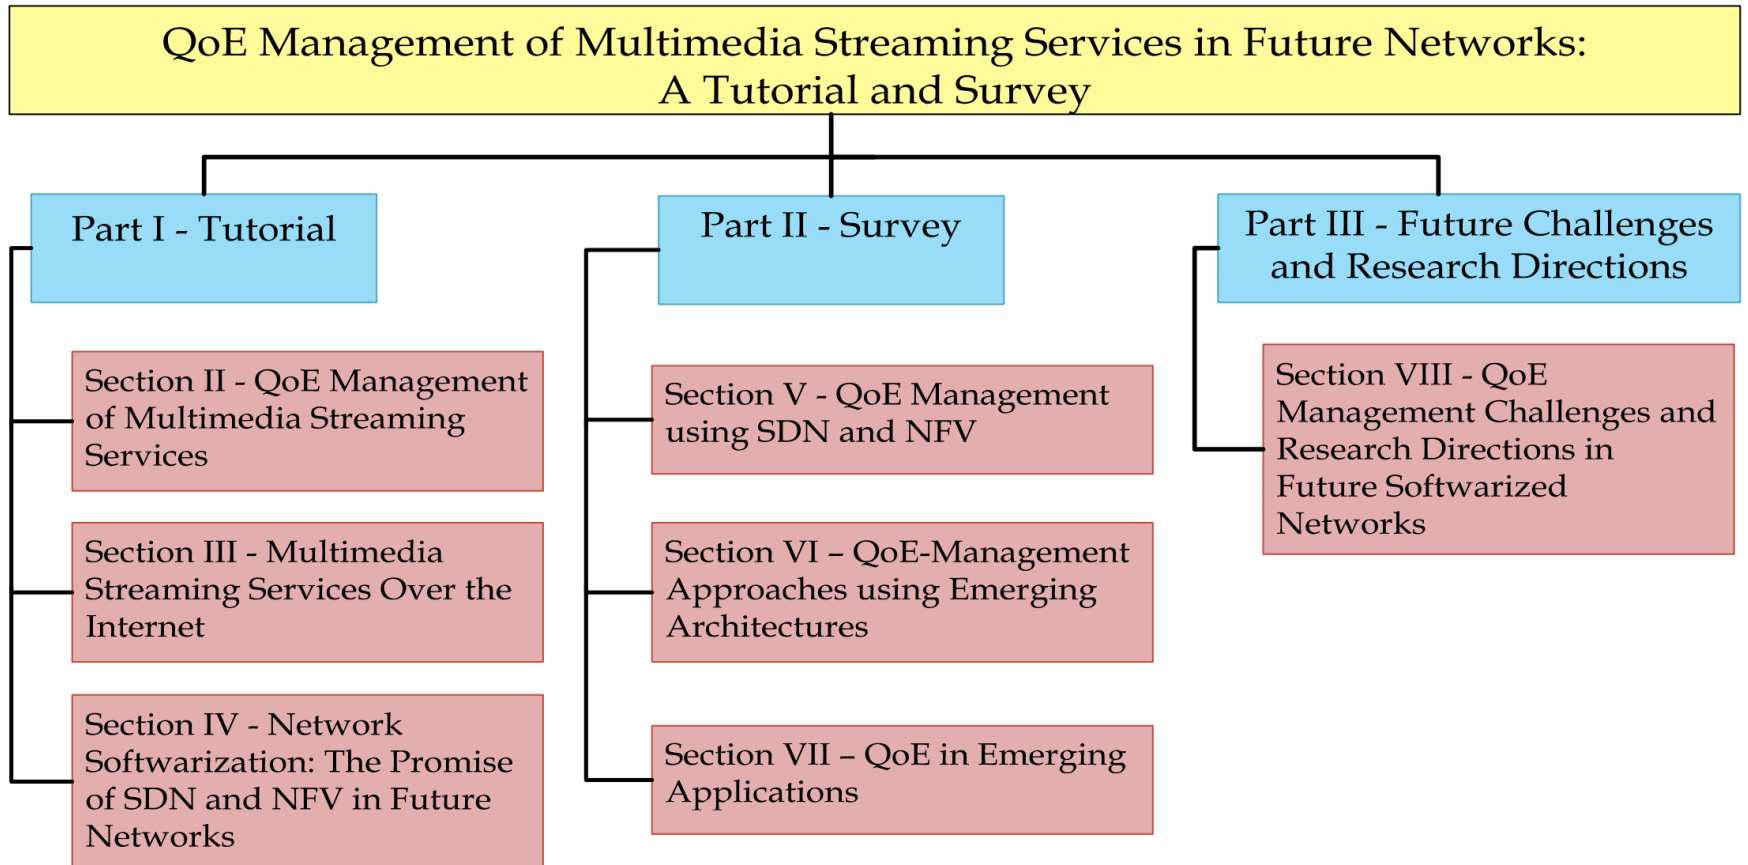 QoE Management of Multimedia Streaming Services in Future Networks:
A Tutorial and Survey
Part I - Tutorial
Section II - QoE Management
of Multimedia Streaming
Services
Section III - Multimedia
Streaming Services Over the
Internet
Section IV - Network
Softwarization: The Promise
of SDN and NFV in Future
Networks
Part II - Survey
Section V - QoE Management
using SDN and NFV
Section VI – QoE-Management
Approaches using Emerging
Architectures
Section VII – QoE in Emerging
Applications
Part III - Future Challenges
and Research Directions
Section VIII - QoE
Management Challenges and
Research Directions in
Future Softwarized
Networks